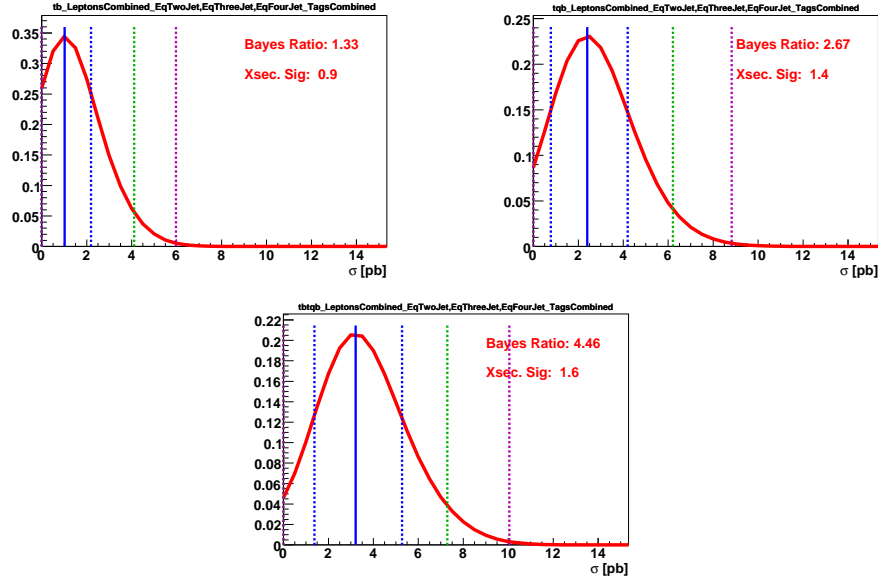 tb_LeptonsCombined_EqTwoJet,EqThreeJet,EqFourJet_TagsCombined
Bayes Ratio: 1.33
Xsec. Sig: 0.9
0.35
0.3
0.25
0.2
0.15
0.1
0.05
0
0 2 4 6 8 10 12 14
σ [pb]
tqb_LeptonsCombined_EqTwoJet,EqThreeJet,EqFourJet_TagsCombined
Bayes Ratio: 2.67
Xsec. Sig: 1.4
0.25
0.2
0.15
0.1
0.05
0
0 2 4 6 8 10 12 14
σ [pb]
tbtqb_LeptonsCombined_EqTwoJet,EqThreeJet,EqFourJet_TagsCombined
Bayes Ratio: 4.46
Xsec. Sig: 1.6
0.22
0.2
0.18
0.16
0.14
0.12
0.1
0.08
0.06
0.04
0.02
0
0 2 4 6 8 10 12 14
σ [pb]